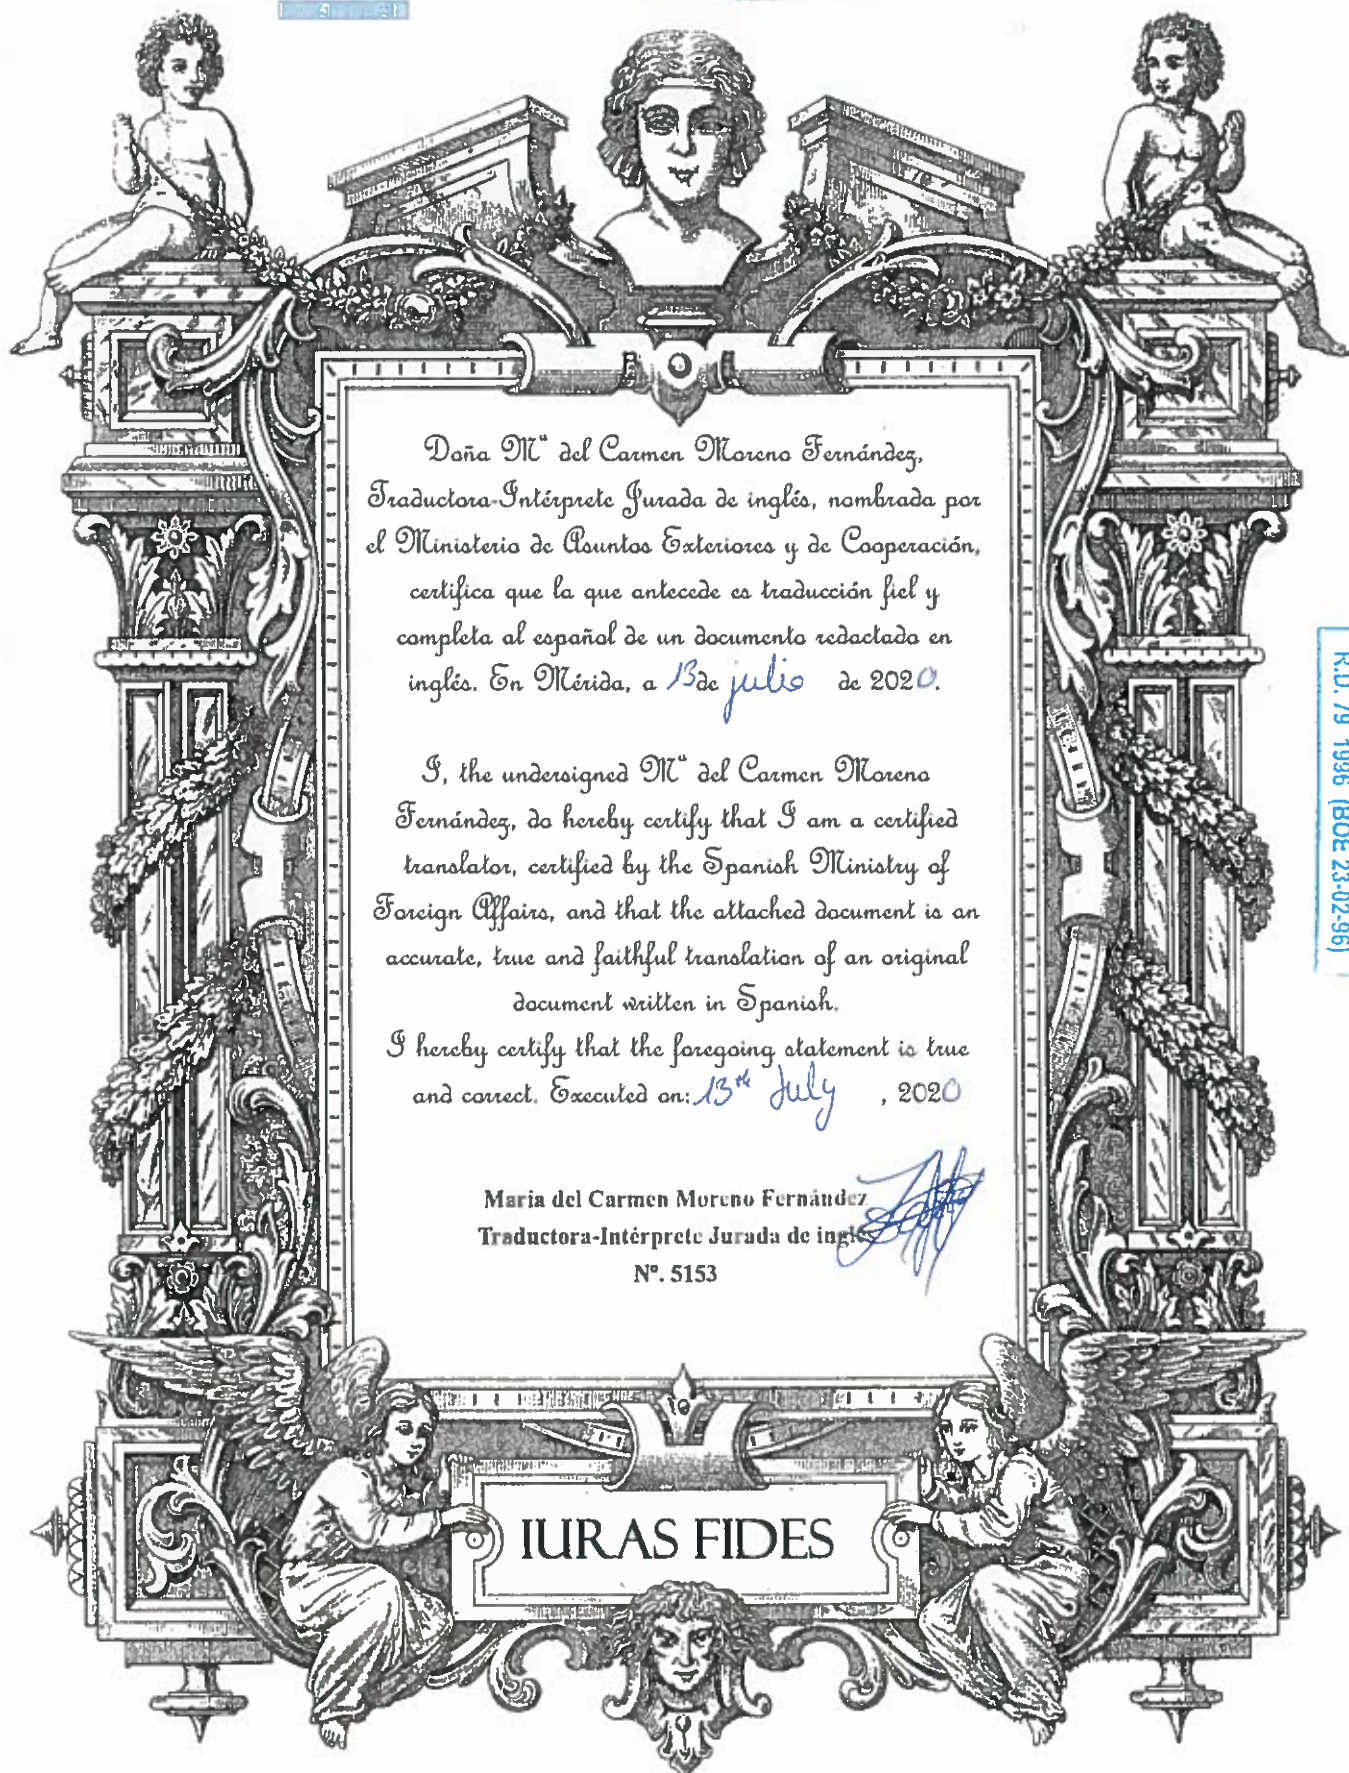 Doña Mª del Carmen Moreno Fernández,
Traductora-Intérprete Jurada de inglés, nombrada por
el Ministerio de Asuntos Exteriores y de Cooperación,
certifica que la que antecede es traducción fiel y
completa al español de un documento redactado en
inglés. En Mérida, a 13 de julio de 2020.
I, the undersigned Mª del Carmen Moreno
Fernández, do hereby certify that I am a certified
translator, certified by the Spanish Ministry of
Foreign Affairs, and that the attached document is an
accurate, true and faithful translation of an original
document written in Spanish.
I hereby certify that the foregoing statement is true
and correct. Executed on: 13th July, 2020
María del Carmen Moreno Fernández
Traductora-Intérprete Jurada de inglés
Nº. 5153
IURAS FIDES
R.D. 79 1996 (BOE 23-02-96)